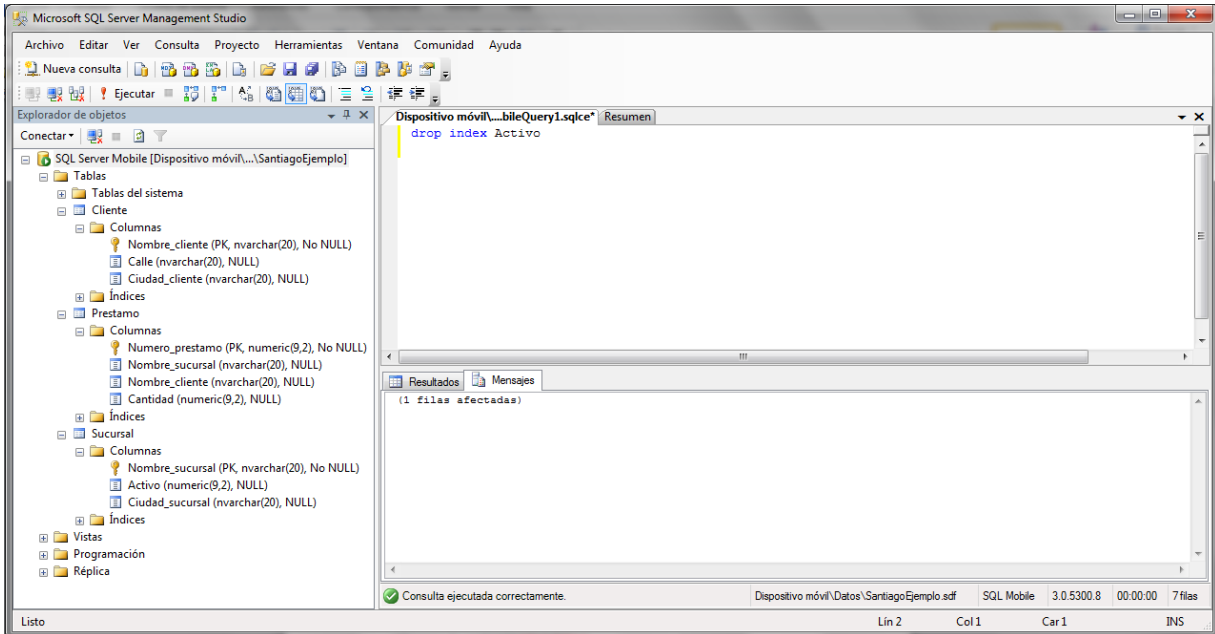 Microsoft SQL Server Management Studio
Archivo Editar Ver Consulta Proyecto Herramientas Ventana Comunidad Ayuda
Nueva consulta
Ejecutar
Explorador de objetos
Conectar
SQL Server Mobile [Dispositivo móvil\...\SantiagoEjemplo]
Tablas
Tablas del sistema
Cliente
Columnas
Nombre_cliente (PK, nvarchar(20), No NULL)
Calle (nvarchar(20), NULL)
Ciudad_cliente (nvarchar(20), NULL)
Índices
Prestamo
Columnas
Numero_prestamo (PK, numeric(9,2), No NULL)
Nombre_sucursal (nvarchar(20), NULL)
Nombre_cliente (nvarchar(20), NULL)
Cantidad (numeric(9,2), NULL)
Índices
Sucursal
Columnas
Nombre_sucursal (PK, nvarchar(20), No NULL)
Activo (numeric(9,2), NULL)
Ciudad_sucursal (nvarchar(20), NULL)
Índices
Vistas
Programación
Réplica
Dispositivo móvil\....bileQuery1.sqlce* Resumen
drop index Activo
Resultados Mensajes
(1 filas afectadas)
Consulta ejecutada correctamente. Dispositivo móvil\Datos\SantiagoEjemplo.sdf SQL Mobile 3.0.5300.8 00:00:00 7 filas
Listo Lín 2 Col 1 Car 1 INS